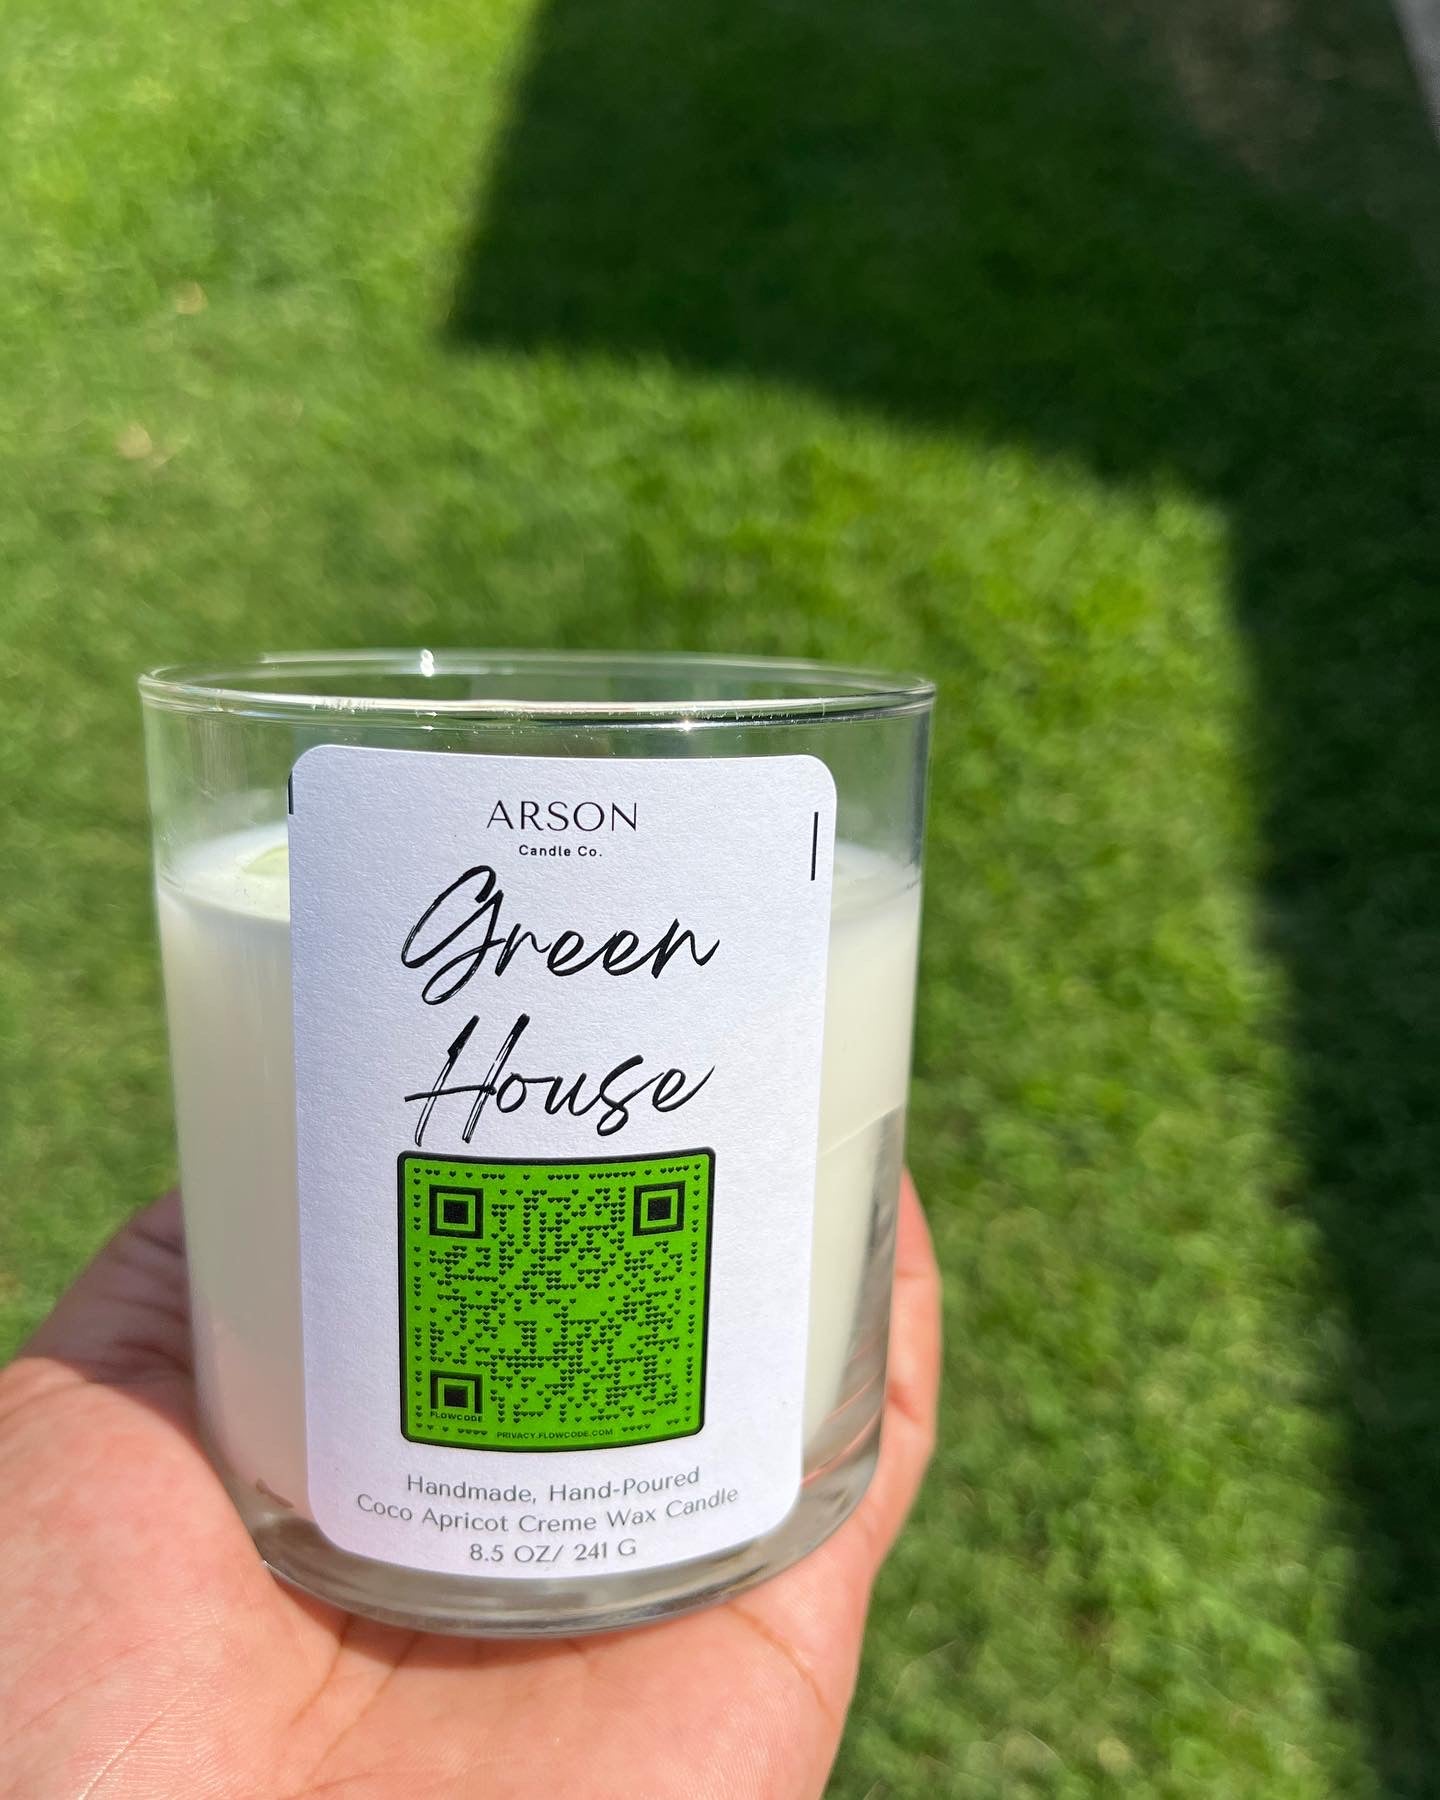 ARSON
Candle Co.
Green
House
FLOWCODE
PRIVACY.FLOWCODE.COM
Handmade, Hand-Poured
Coco Apricot Creme Wax Candle
8.5 OZ/ 241 G